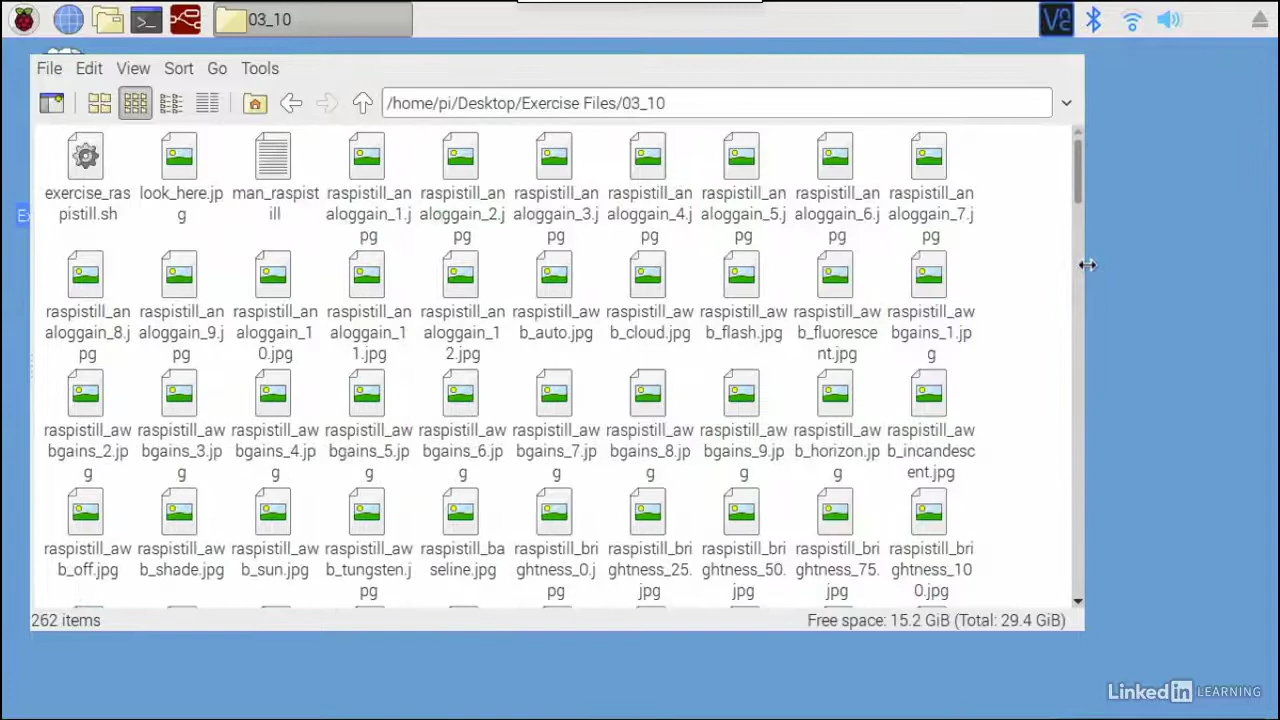 03_10
File Edit View Sort Go Tools
/home/pi/Desktop/Exercise Files/03_10
exercise_ras
pistill.sh
look_here.jp
g
man_raspist
ill
raspistill_an
aloggain_1.j
pg
raspistill_an
aloggain_2.j
pg
raspistill_an
aloggain_3.j
pg
raspistill_an
aloggain_4.j
pg
raspistill_an
aloggain_5.j
pg
raspistill_an
aloggain_6.j
pg
raspistill_an
aloggain_7.j
pg
raspistill_an
aloggain_8.j
pg
raspistill_an
aloggain_9.j
pg
raspistill_an
aloggain_1
0.jpg
raspistill_an
aloggain_1
1.jpg
raspistill_an
aloggain_1
2.jpg
raspistill_aw
b_auto.jpg
raspistill_aw
b_cloud.jpg
raspistill_aw
b_flash.jpg
raspistill_aw
b_fluoresce
nt.jpg
raspistill_aw
bgains_1.jp
g
raspistill_aw
bgains_2.jp
g
raspistill_aw
bgains_3.jp
g
raspistill_aw
bgains_4.jp
g
raspistill_aw
bgains_5.jp
g
raspistill_aw
bgains_6.jp
g
raspistill_aw
bgains_7.jp
g
raspistill_aw
bgains_8.jp
g
raspistill_aw
bgains_9.jp
g
raspistill_aw
b_horizon.jp
g
raspistill_aw
b_incandesc
ent.jpg
raspistill_aw
b_off.jpg
raspistill_aw
b_shade.jpg
raspistill_aw
b_sun.jpg
raspistill_aw
b_tungsten.j
pg
raspistill_ba
seline.jpg
raspistill_bri
ghtness_0.j
pg
raspistill_bri
ghtness_25.
jpg
raspistill_bri
ghtness_50.
jpg
raspistill_bri
ghtness_75.
jpg
raspistill_bri
ghtness_10
0.jpg
262 items
Free space: 15.2 GiB (Total: 29.4 GiB)
Linked in LEARNING